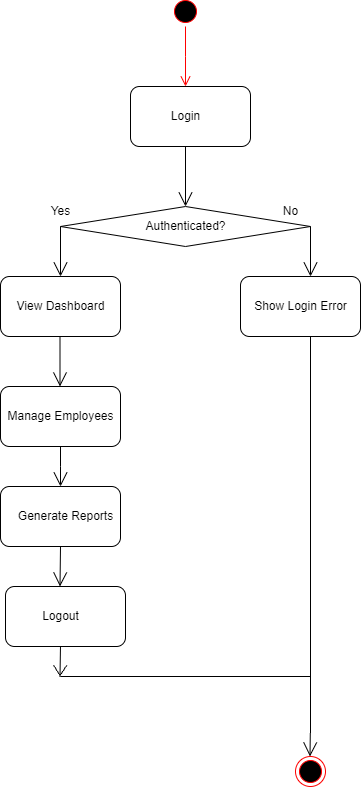 Login
Yes
No
Authenticated?
View Dashboard
Show Login Error
Manage Employees
Generate Reports
Logout